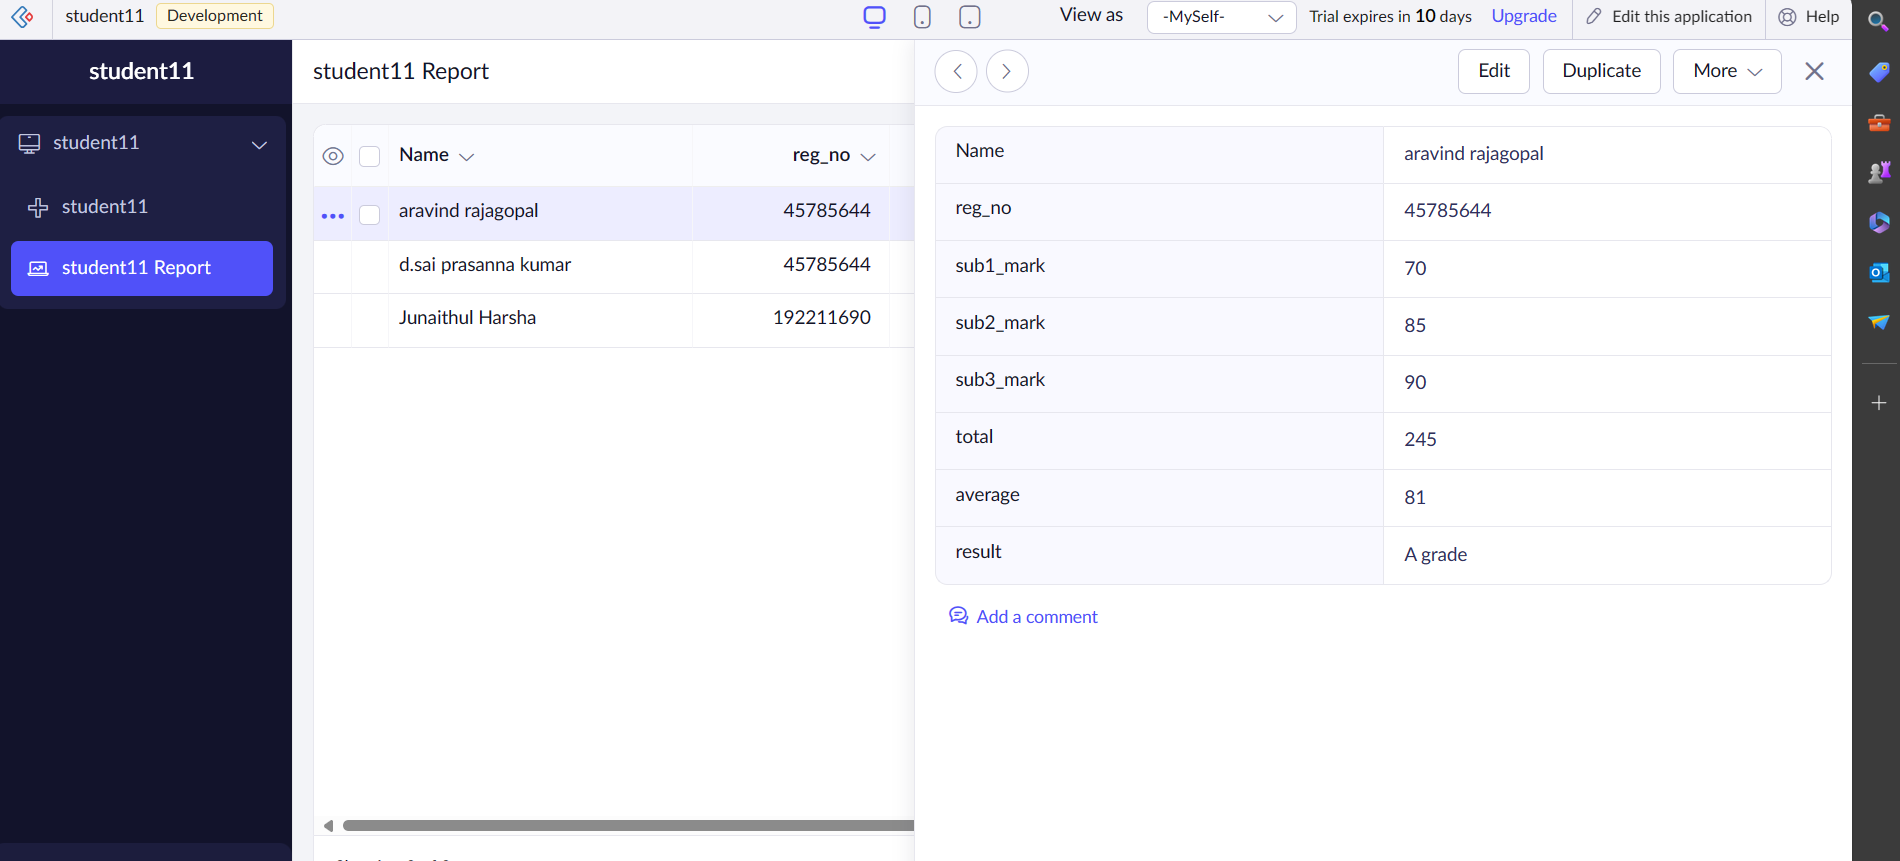 student11 Development View as -MySelf- Trial expires in 10 days Upgrade Edit this application Help
student11
student11
student11
student11 Report
student11 Report
Name reg_no
aravind rajagopal 45785644
d.sai prasanna kumar 45785644
Junaithul Harsha 192211690
Edit Duplicate More
Name aravind rajagopal
reg_no 45785644
sub1_mark 70
sub2_mark 85
sub3_mark 90
total 245
average 81
result A grade
Add a comment